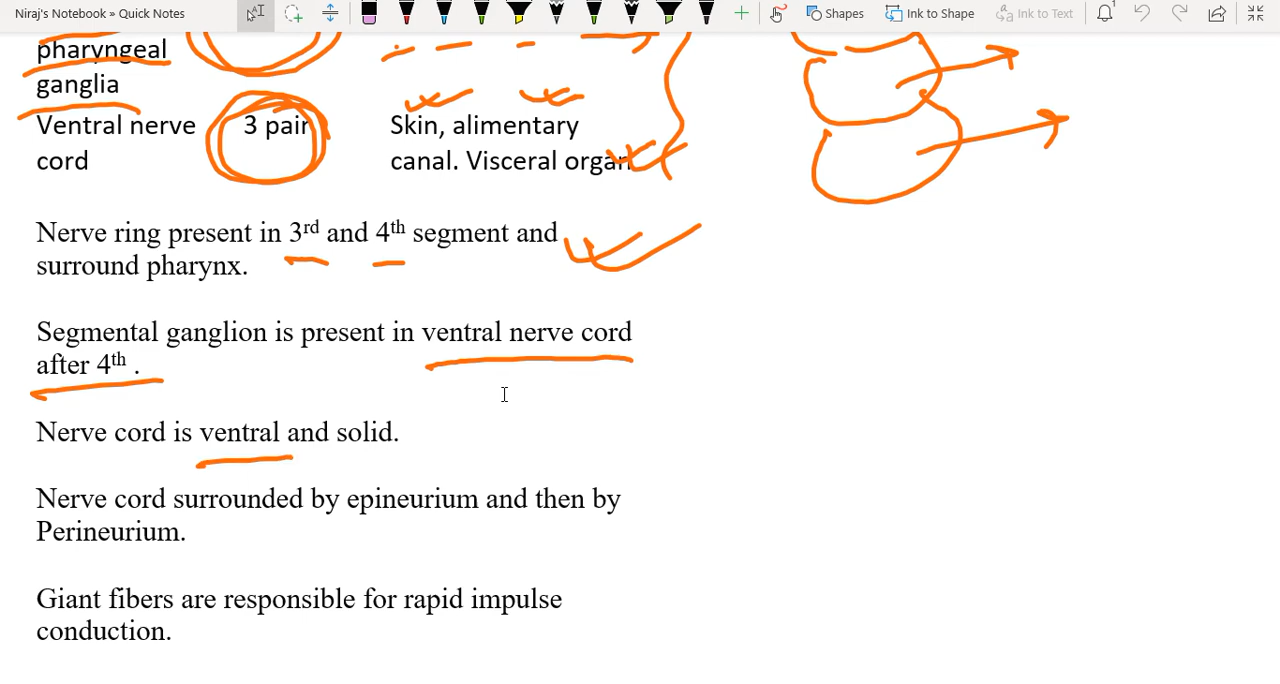 Niraj's Notebook » Quick Notes
Shapes
Ink to Shape
Ink to Text
pharyngeal
ganglia
Ventral nerve 3 pair Skin, alimentary
cord canal. Visceral organ
Nerve ring present in 3rd and 4th segment and
surround pharynx.
Segmental ganglion is present in ventral nerve cord
after 4th .
Nerve cord is ventral and solid.
Nerve cord surrounded by epineurium and then by
Perineurium.
Giant fibers are responsible for rapid impulse
conduction.